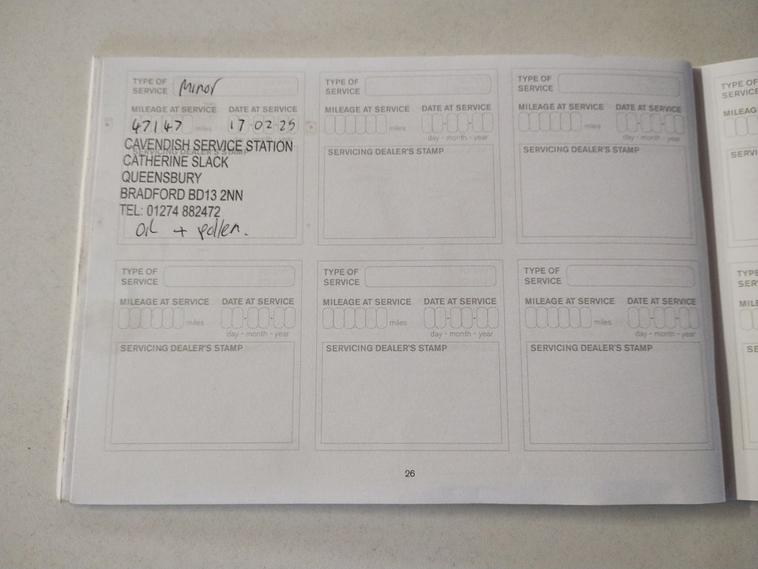 TYPE OF
SERVICE Minor
MILEAGE AT SERVICE DATE AT SERVICE
47147 miles 17-02-25
SERVICING DEALER'S STAMP
CAVENDISH SERVICE STATION
CATHERINE SLACK
QUEENSBURY
BRADFORD BD13 2NN
TEL: 01274 882472
oil + pollen.
TYPE OF
SERVICE
MILEAGE AT SERVICE DATE AT SERVICE
miles
day - month - year
SERVICING DEALER'S STAMP
TYPE OF
SERVICE
MILEAGE AT SERVICE DATE AT SERVICE
miles
day - month - year
SERVICING DEALER'S STAMP
TYPE OF
SERVICE
MILEAGE AT SERVICE DATE AT SERVICE
miles
day - month - year
SERVICING DEALER'S STAMP
TYPE OF
SERVICE
MILEAGE AT SERVICE DATE AT SERVICE
miles
day - month - year
SERVICING DEALER'S STAMP
TYPE OF
SERVICE
MILEAGE AT SERVICE DATE AT SERVICE
miles
day - month - year
SERVICING DEALER'S STAMP
26